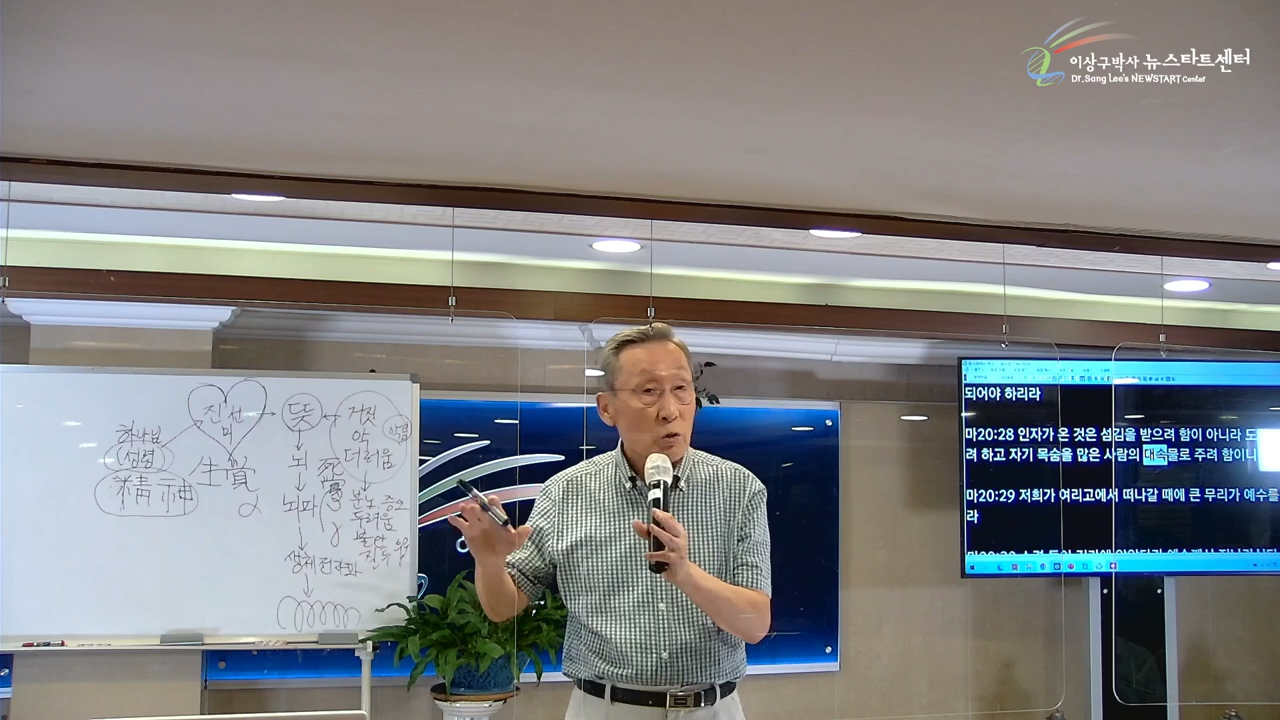 이상구박사 뉴스타트센터
Dr. Sang Lee's NEWSTART Center
되어야 하리라
마20:28 인자가 온 것은 섬김을 받으려 함이 아니라 도
려 하고 자기 목숨을 많은 사람의 대속물로 주려 함이니
마20:29 저희가 여리고에서 떠나갈 때에 큰 무리가 예수를
라
하나님
성령
精神
진 선
미
生覺
α
뜻
뇌
뇌파
생체전자파
거짓
악
더러움
死
γ
분노 증오
두려움
불안
질투